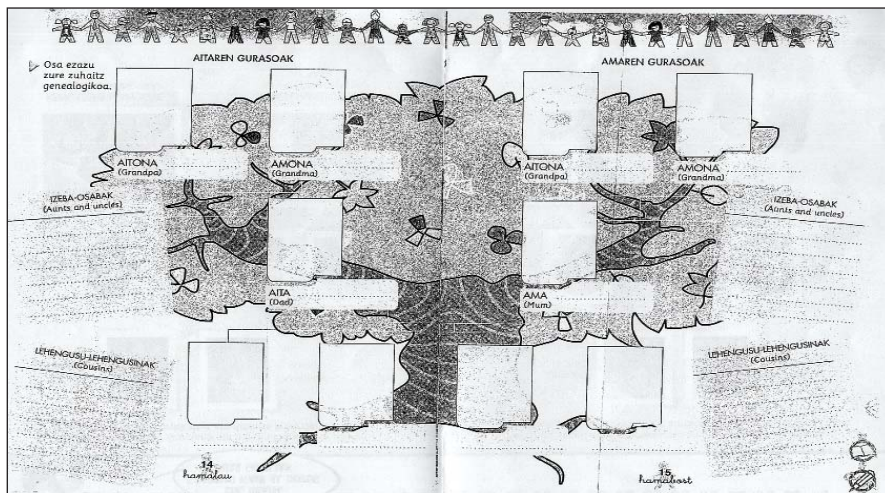 AITAREN GURASOAK
AMAREN GURASOAK
Osa ezazu
zure zuhaitz
genealogikoa.
AITONA
(Grandpa)
AMONA
(Grandma)
AITONA
(Grandpa)
AMONA
(Grandma)
IZEBA-OSABAK
(Aunts and uncles)
IZEBA-OSABAK
(Aunts and uncles)
AITA
(Dad)
AMA
(Mum)
LEHENGUSU-LEHENGUSINAK
(Cousins)
LEHENGUSU-LEHENGUSINAK
(Cousins)
14
hamalau
15
hamabost